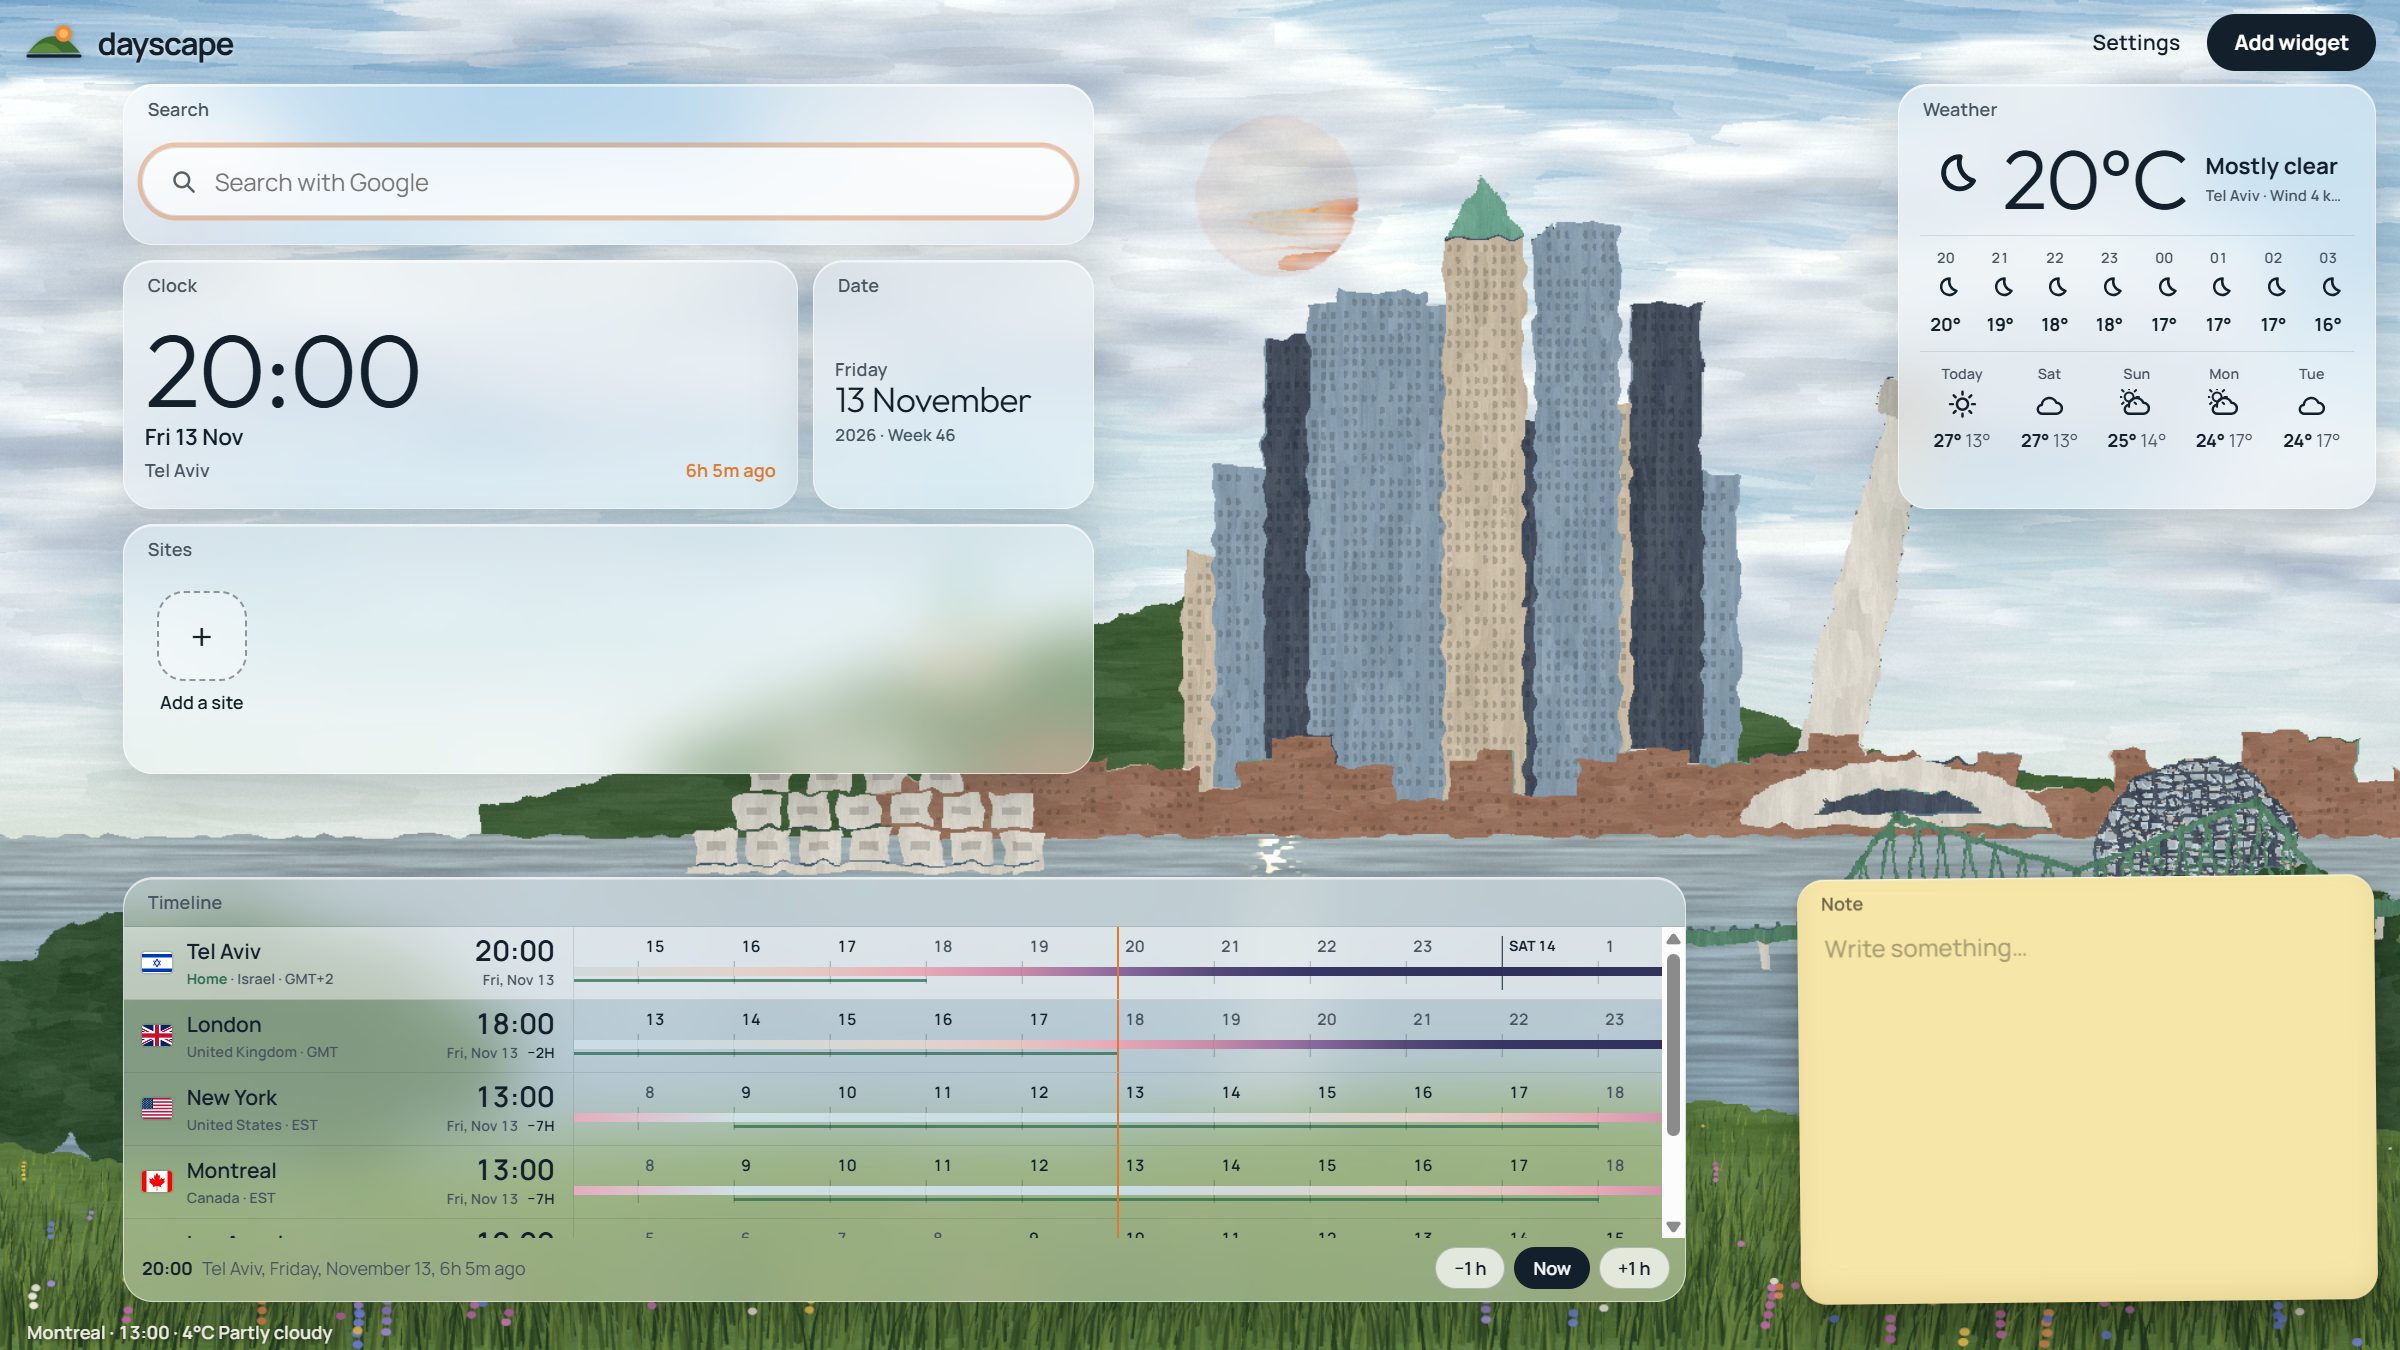 dayscape
Settings
Add widget
Search
Search with Google
Clock
20:00
Fri 13 Nov
Tel Aviv
6h 5m ago
Date
Friday
13 November
2026 · Week 46
Weather
20°C
Mostly clear
Tel Aviv · Wind 4 k...
20 21 22 23 00 01 02 03
20° 19° 18° 18° 17° 17° 17° 16°
Today Sat Sun Mon Tue
27° 13° 27° 13° 25° 14° 24° 17° 24° 17°
Sites
+
Add a site
Timeline
Tel Aviv 20:00
Home · Israel · GMT+2 Fri, Nov 13
15 16 17 18 19 20 21 22 23 SAT 14 1
London 18:00
United Kingdom · GMT Fri, Nov 13 −2H
13 14 15 16 17 18 19 20 21 22 23
New York 13:00
United States · EST Fri, Nov 13 −7H
8 9 10 11 12 13 14 15 16 17 18
Montreal 13:00
Canada · EST Fri, Nov 13 −7H
8 9 10 11 12 13 14 15 16 17 18
20:00 Tel Aviv, Friday, November 13, 6h 5m ago
−1 h
Now
+1 h
Note
Write something...
Montreal · 13:00 · 4°C Partly cloudy